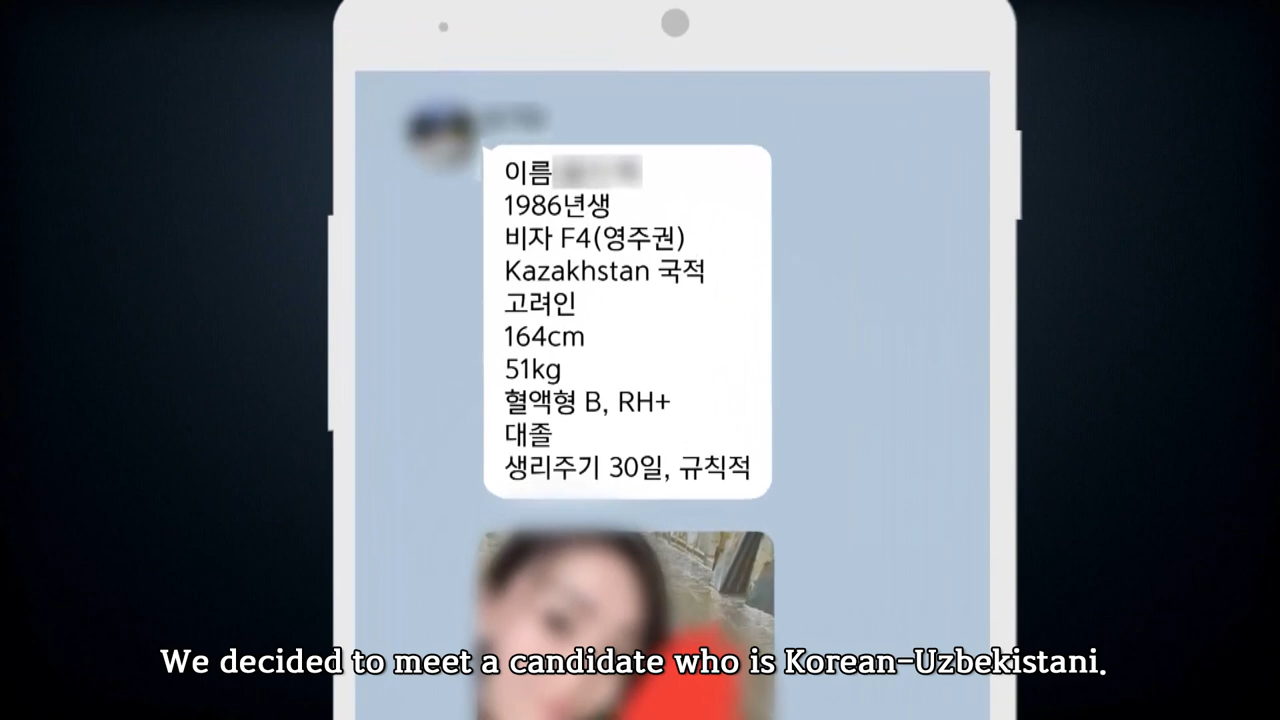 이름
1986년생
비자 F4(영주권)
Kazakhstan 국적
고려인
164cm
51kg
혈액형 B, RH+
대졸
생리주기 30일, 규칙적
We decided to meet a candidate who is Korean-Uzbekistani.